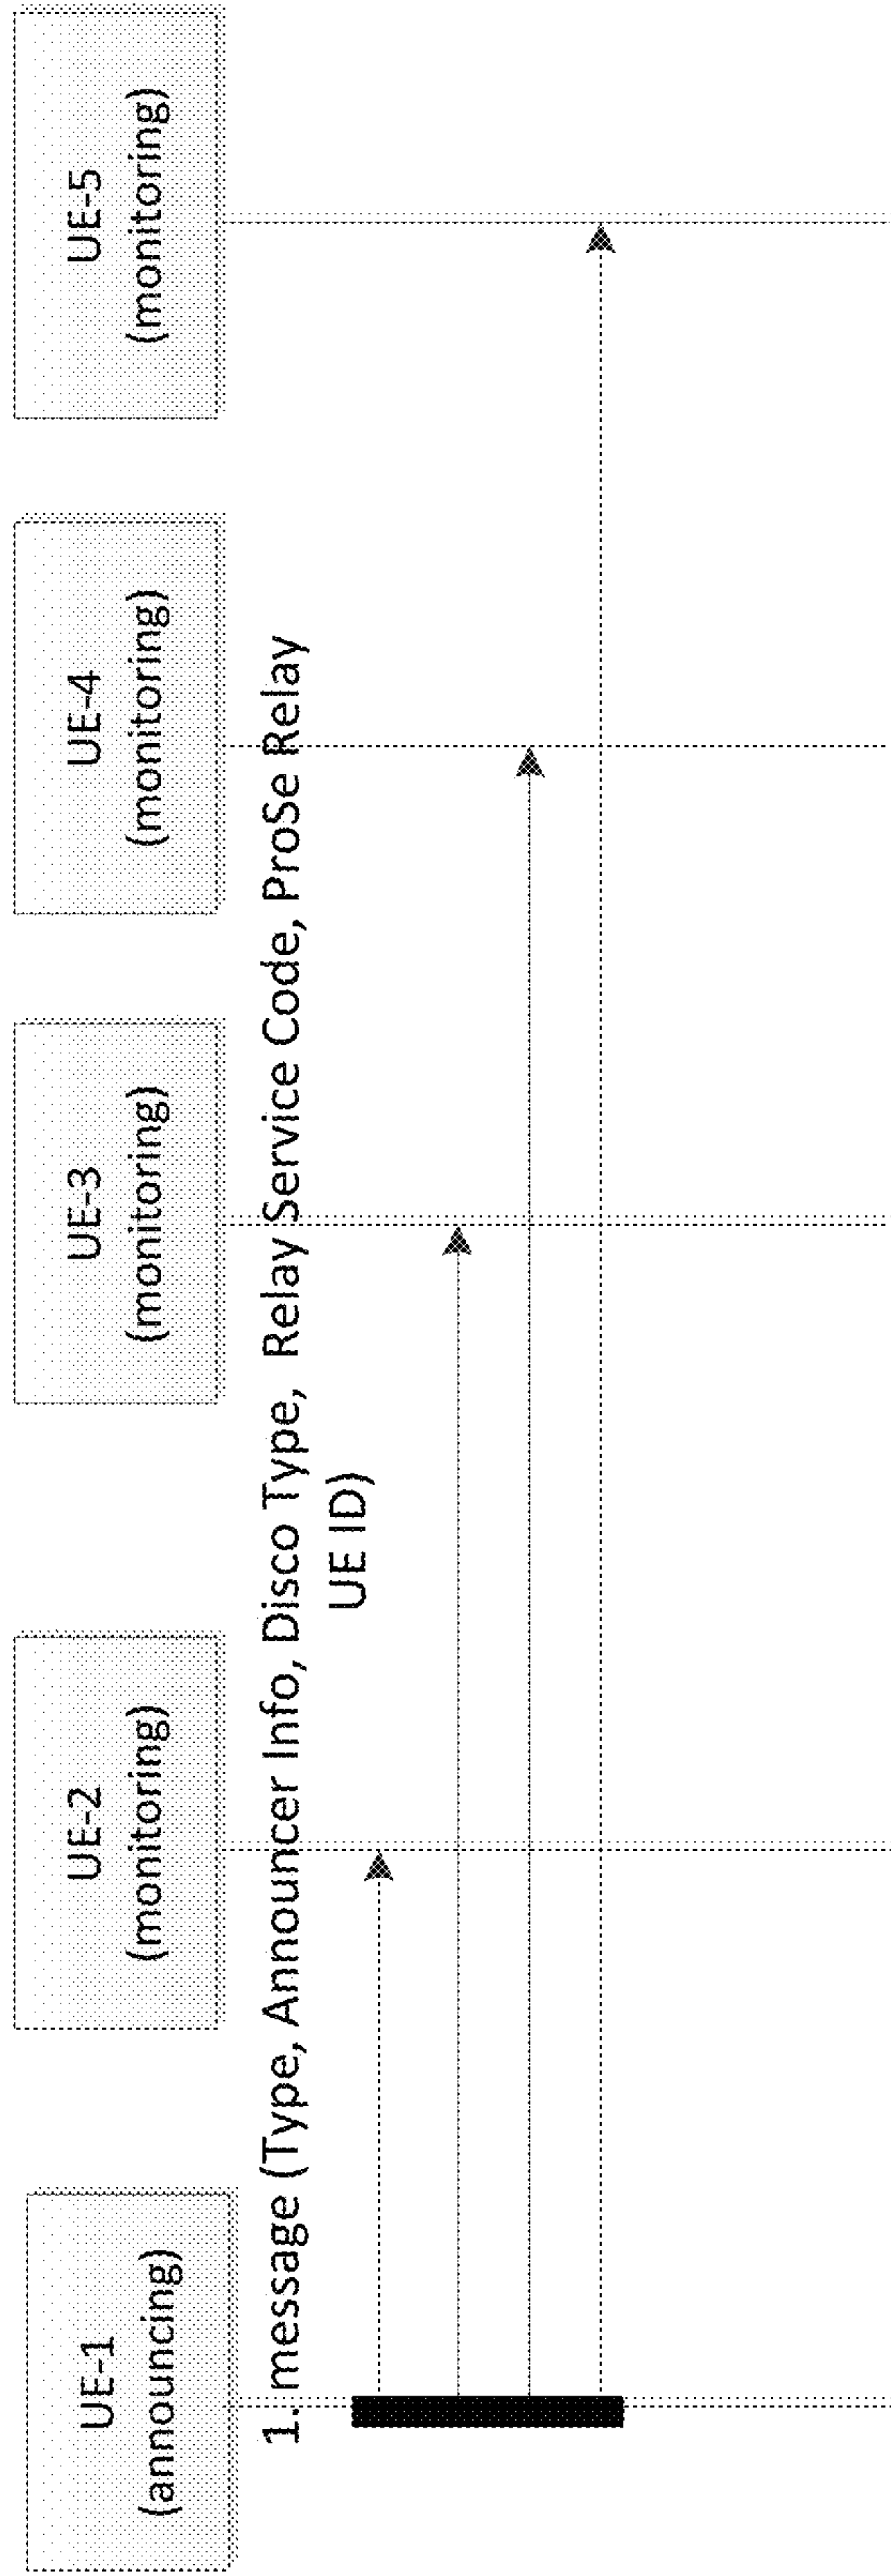 UE-1
(announcing)
UE-2
(monitoring)
UE-3
(monitoring)
UE-4
(monitoring)
UE-5
(monitoring)
1. message (Type, Announcer Info, Disco Type, Relay Service Code, ProSe Relay
UE ID)